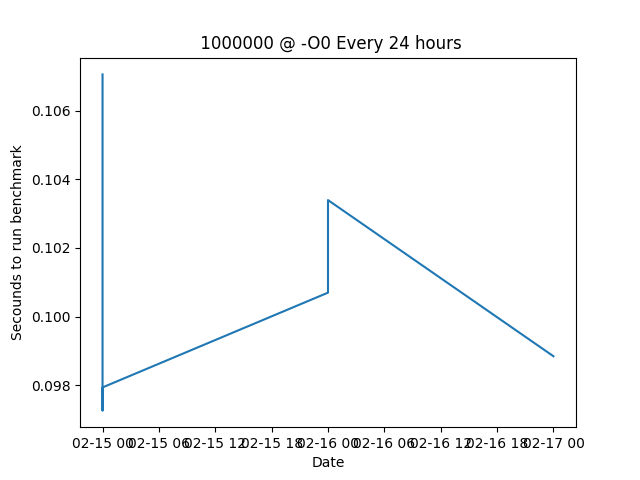 1000000 @ -O0 Every 24 hours
0.106
0.104
0.102
0.100
0.098
Secounds to run benchmark
02-15 00 02-15 06 02-15 12 02-15 18 02-16 00 02-16 06 02-16 12 02-16 18 02-17 00
Date